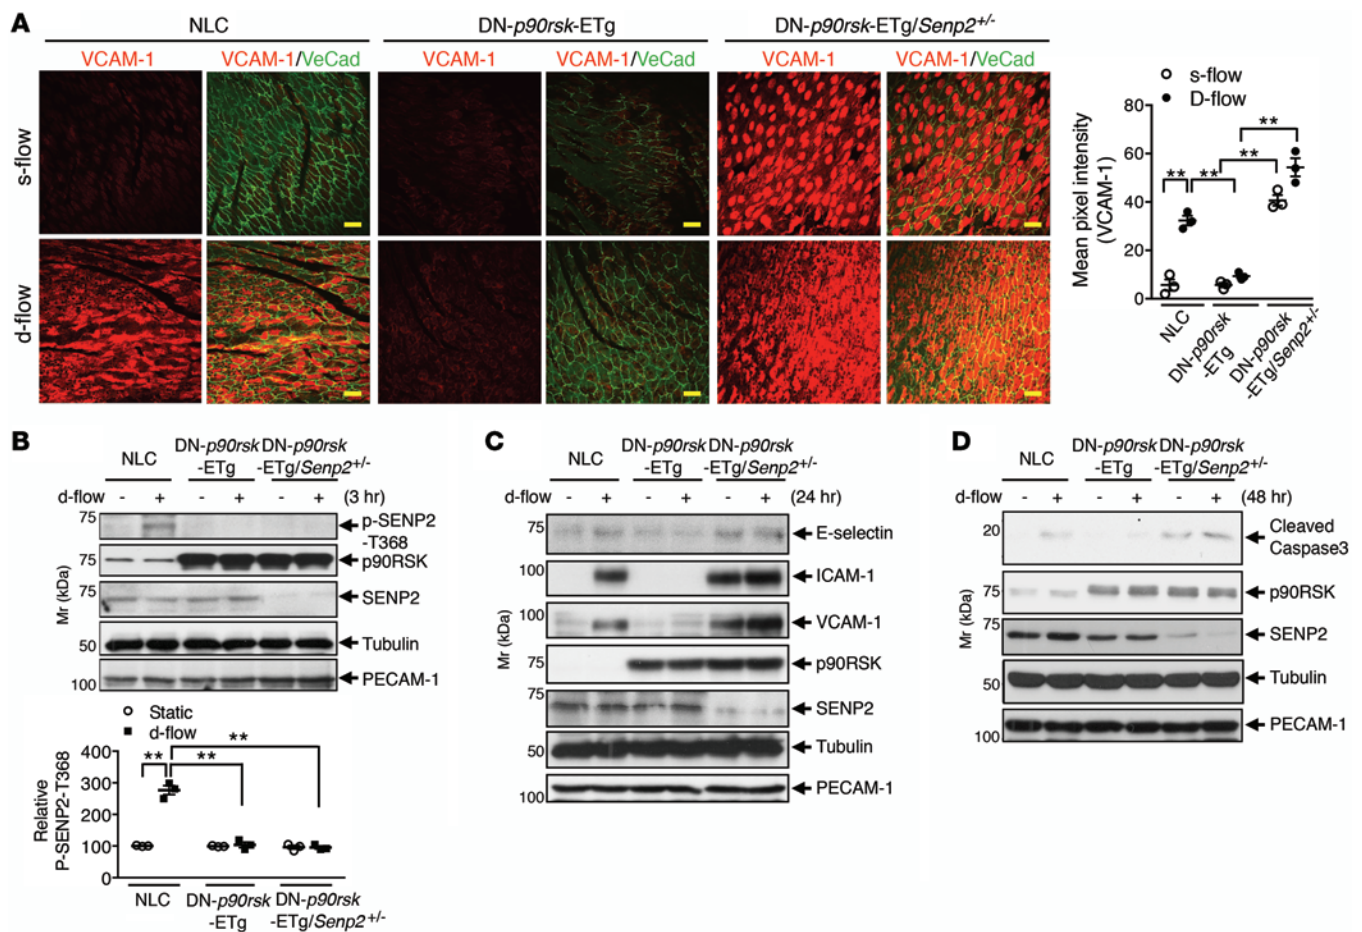 A
NLC
DN-p90rsk-ETg
DN-p90rsk-ETg/Senp2+/-
VCAM-1
VCAM-1/VeCad
VCAM-1
VCAM-1/VeCad
VCAM-1
VCAM-1/VeCad
s-flow
d-flow
s-flow
D-flow
Mean pixel intensity
(VCAM-1)
80
60
40
20
0
**
**
**
**
NLC
DN-p90rsk
-ETg
DN-p90rsk
-ETg/Senp2+/-
B
NLC
DN-p90rsk
-ETg
DN-p90rsk
-ETg/Senp2+/-
d-flow - + - + - + (3 hr)
Mr (kDa)
75
p-SENP2
-T368
75
p90RSK
75
SENP2
50
Tubulin
100
PECAM-1
Static
d-flow
Relative
P-SENP2-T368
400
300
200
100
0
**
**
**
NLC
DN-p90rsk
-ETg
DN-p90rsk
-ETg/Senp2+/-
C
NLC
DN-p90rsk
-ETg
DN-p90rsk
-ETg/Senp2+/-
d-flow - + - + - + (24 hr)
Mr (kDa)
75
E-selectin
100
ICAM-1
100
VCAM-1
75
p90RSK
75
SENP2
50
Tubulin
100
PECAM-1
D
NLC
DN-p90rsk
-ETg
DN-p90rsk
-ETg/Senp2+/-
d-flow - + - + - + (48 hr)
Mr (kDa)
20
Cleaved
Caspase3
75
p90RSK
75
SENP2
50
Tubulin
100
PECAM-1